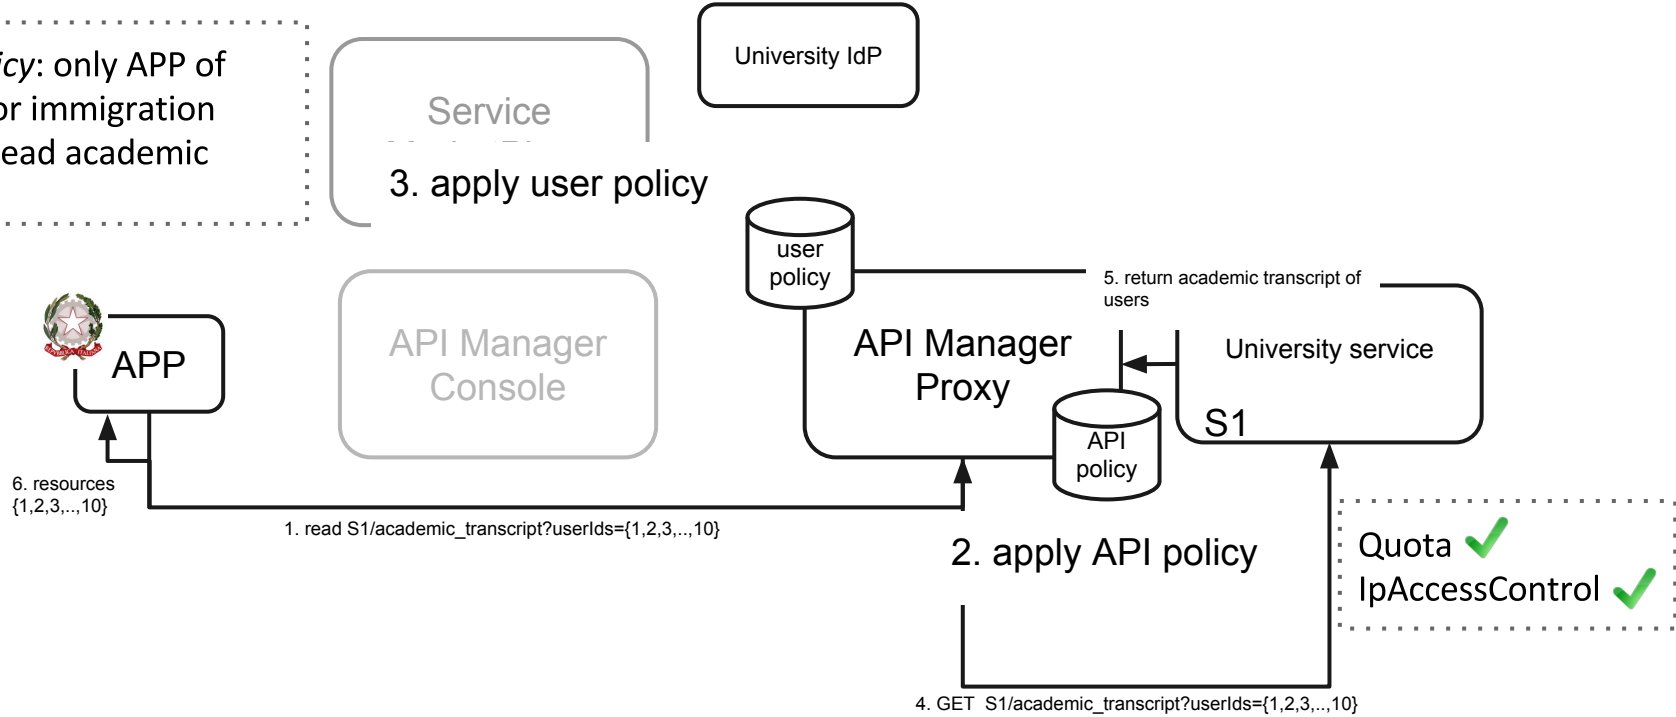 University IdP
icy: only APP of
or immigration
ead academic
Service
3. apply user policy
user
policy
5. return academic transcript of
users
API Manager
Console
API Manager
Proxy
University service
S1
APP
API
policy
6. resources
{1,2,3,..,10}
1. read S1/academic_transcript?userIds={1,2,3,..,10}
2. apply API policy
Quota
IpAccessControl
4. GET S1/academic_transcript?userIds={1,2,3,..,10}